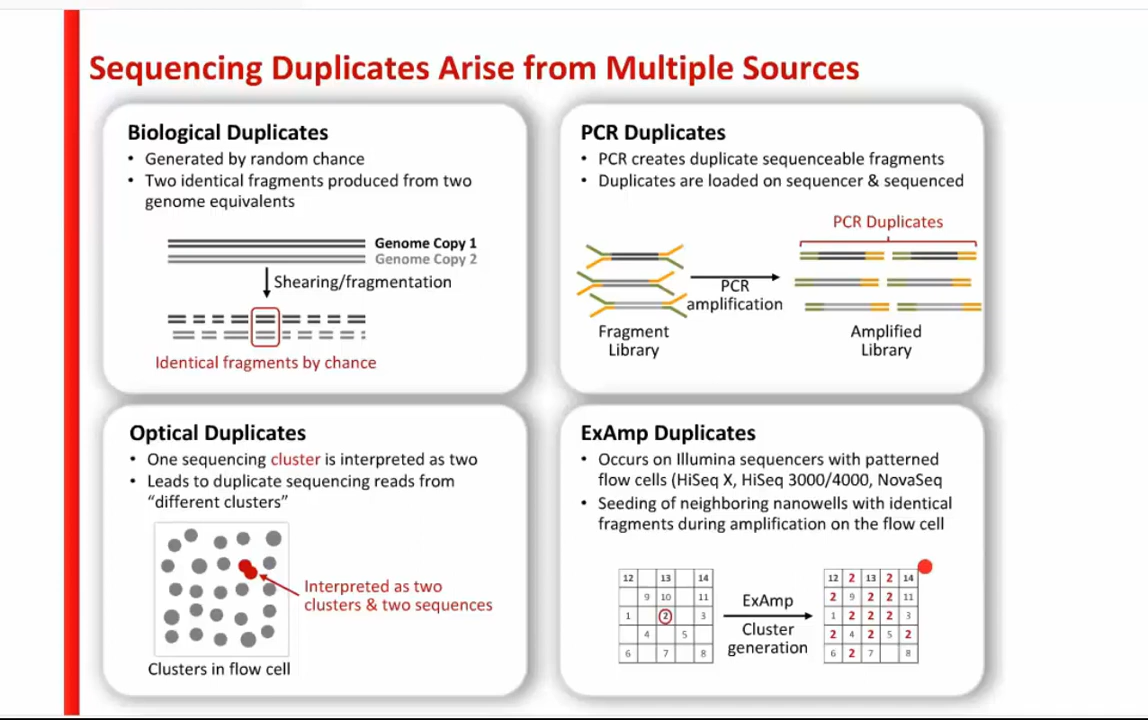 Sequencing Duplicates Arise from Multiple Sources
Biological Duplicates
• Generated by random chance
• Two identical fragments produced from two
genome equivalents
Genome Copy 1
Genome Copy 2
Shearing/fragmentation
Identical fragments by chance
PCR Duplicates
• PCR creates duplicate sequenceable fragments
• Duplicates are loaded on sequencer & sequenced
PCR Duplicates
PCR
amplification
Fragment
Library
Amplified
Library
Optical Duplicates
• One sequencing cluster is interpreted as two
• Leads to duplicate sequencing reads from
“different clusters”
Interpreted as two
clusters & two sequences
Clusters in flow cell
ExAmp Duplicates
• Occurs on Illumina sequencers with patterned
flow cells (HiSeq X, HiSeq 3000/4000, NovaSeq
• Seeding of neighboring nanowells with identical
fragments during amplification on the flow cell
12 13 14
9 10 11
1 2 3
4 5
6 7 8
ExAmp
Cluster
generation
12 2 13 2 14
2 9 2 2 11
1 2 2 2 3
2 4 2 5 2
6 2 7 8